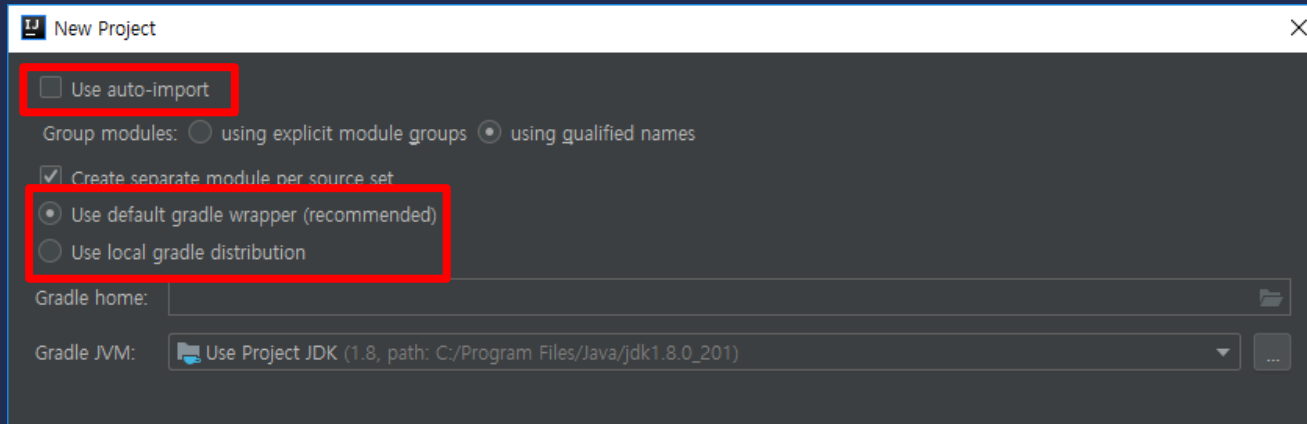 New Project
Use auto-import
Group modules: using explicit module groups using qualified names
Create separate module per source set
Use default gradle wrapper (recommended)
Use local gradle distribution
Gradle home:
Gradle JVM: Use Project JDK (1.8, path: C:/Program Files/Java/jdk1.8.0_201) ...